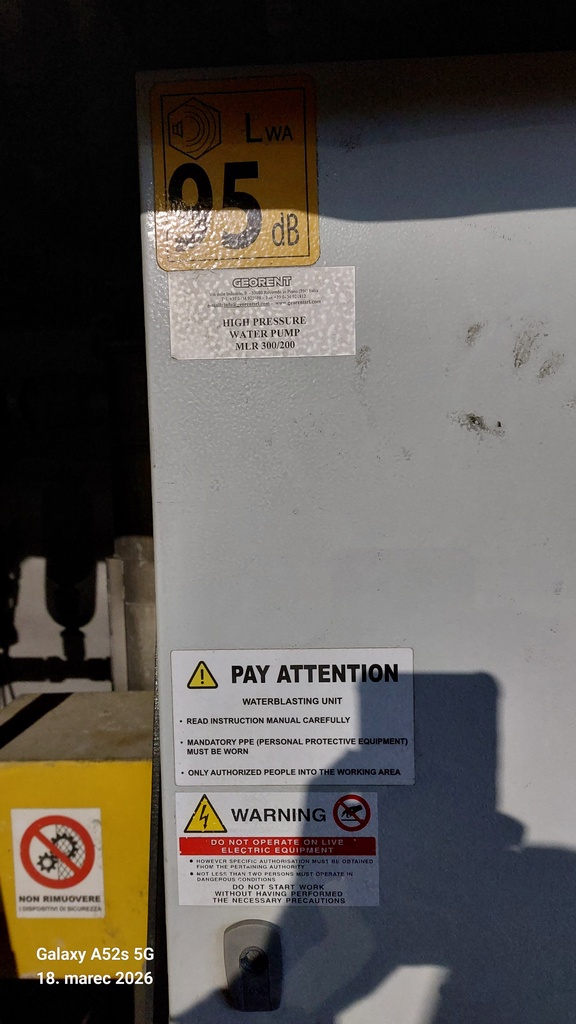 LWA
95 dB
GEORENT
HIGH PRESSURE
WATER PUMP
MLR 300/200
PAY ATTENTION
WATERBLASTING UNIT
• READ INSTRUCTION MANUAL CAREFULLY
• MANDATORY PPE (PERSONAL PROTECTIVE EQUIPMENT)
MUST BE WORN
• ONLY AUTHORIZED PEOPLE INTO THE WORKING AREA
WARNING
DO NOT OPERATE ON LIVE
ELECTRIC EQUIPMENT
• HOWEVER SPECIFIC AUTHORISATION MUST BE OBTAINED
FROM THE PERTAINING AUTHORITY
• NOT LESS THAN TWO PERSONS MUST OPERATE IN
DANGEROUS CONDITIONS
DO NOT START WORK
WITHOUT HAVING PERFORMED
THE NECESSARY PRECAUTIONS
NON RIMUOVERE
I DISPOSITIVI DI SICUREZZA
Galaxy A52s 5G
18. marec 2026